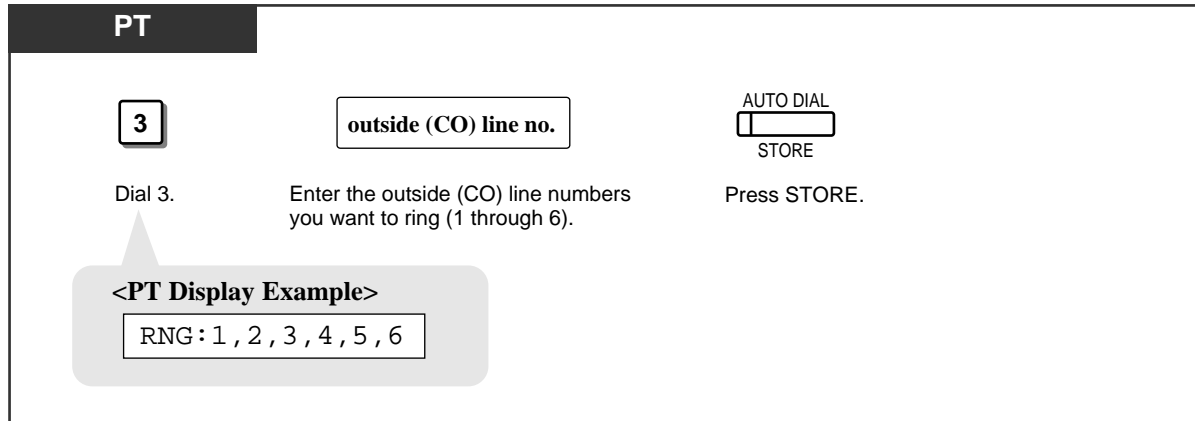 PT
3
outside (CO) line no.
AUTO DIAL
STORE
Dial 3.
Enter the outside (CO) line numbers
you want to ring (1 through 6).
Press STORE.
<PT Display Example>
RNG:1,2,3,4,5,6